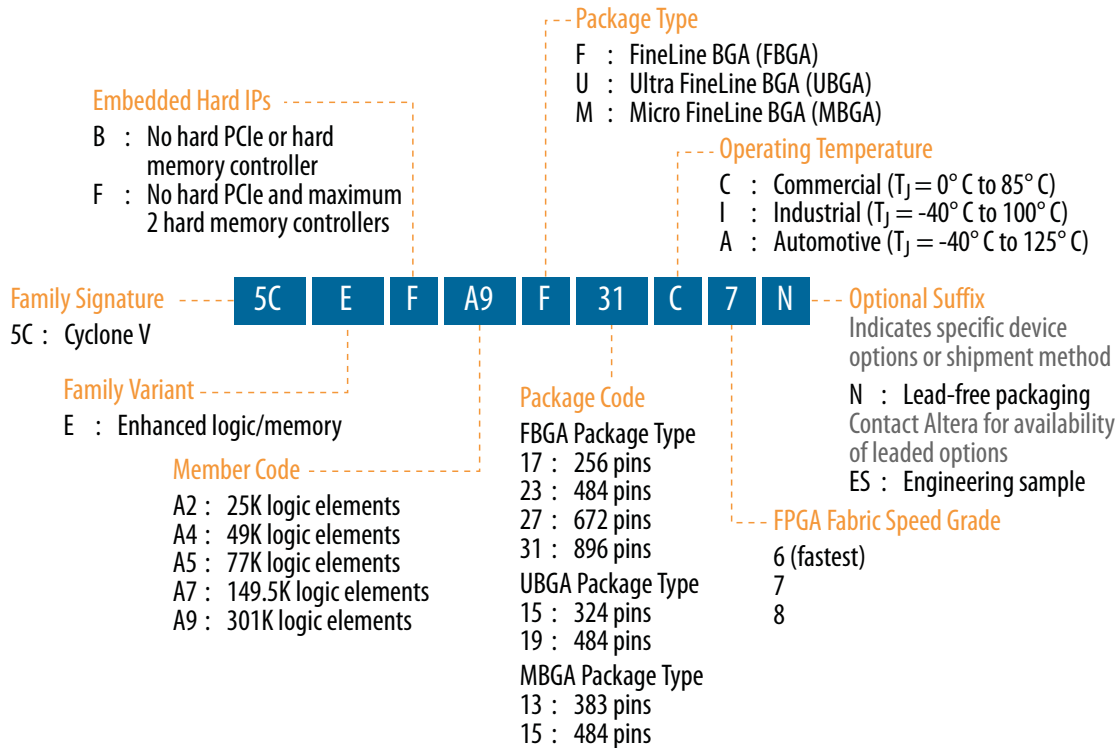 Package Type
F : FineLine BGA (FBGA)
U : Ultra FineLine BGA (UBGA)
M : Micro FineLine BGA (MBGA)
Embedded Hard IPs
B : No hard PCIe or hard
memory controller
F : No hard PCIe and maximum
2 hard memory controllers
Operating Temperature
C : Commercial (TJ = 0° C to 85° C)
I : Industrial (TJ = -40° C to 100° C)
A : Automotive (TJ = -40° C to 125° C)
Family Signature
5C : Cyclone V
5C E F A9 F 31 C 7 N
Optional Suffix
Indicates specific device
options or shipment method
N : Lead-free packaging
Contact Altera for availability
of leaded options
ES : Engineering sample
Family Variant
E : Enhanced logic/memory
Member Code
A2 : 25K logic elements
A4 : 49K logic elements
A5 : 77K logic elements
A7 : 149.5K logic elements
A9 : 301K logic elements
Package Code
FBGA Package Type
17 : 256 pins
23 : 484 pins
27 : 672 pins
31 : 896 pins
UBGA Package Type
15 : 324 pins
19 : 484 pins
MBGA Package Type
13 : 383 pins
15 : 484 pins
FPGA Fabric Speed Grade
6 (fastest)
7
8